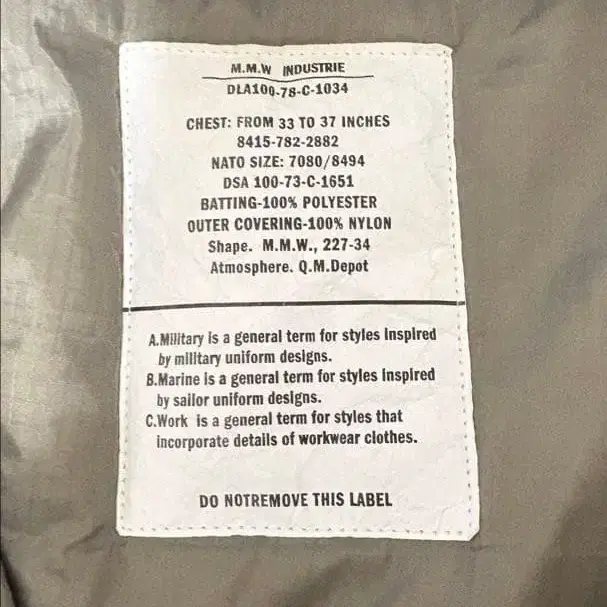 M.M.W INDUSTRIE
DLA100-78-C-1034
CHEST: FROM 33 TO 37 INCHES
8415-782-2882
NATO SIZE: 7080/8494
DSA 100-73-C-1651
BATTING-100% POLYESTER
OUTER COVERING-100% NYLON
Shape. M.M.W., 227-34
Atmosphere. Q.M.Depot
A.Military is a general term for styles inspired
by military uniform designs.
B.Marine is a general term for styles inspired
by sailor uniform designs.
C.Work is a general term for styles that
incorporate details of workwear clothes.
DO NOTREMOVE THIS LABEL